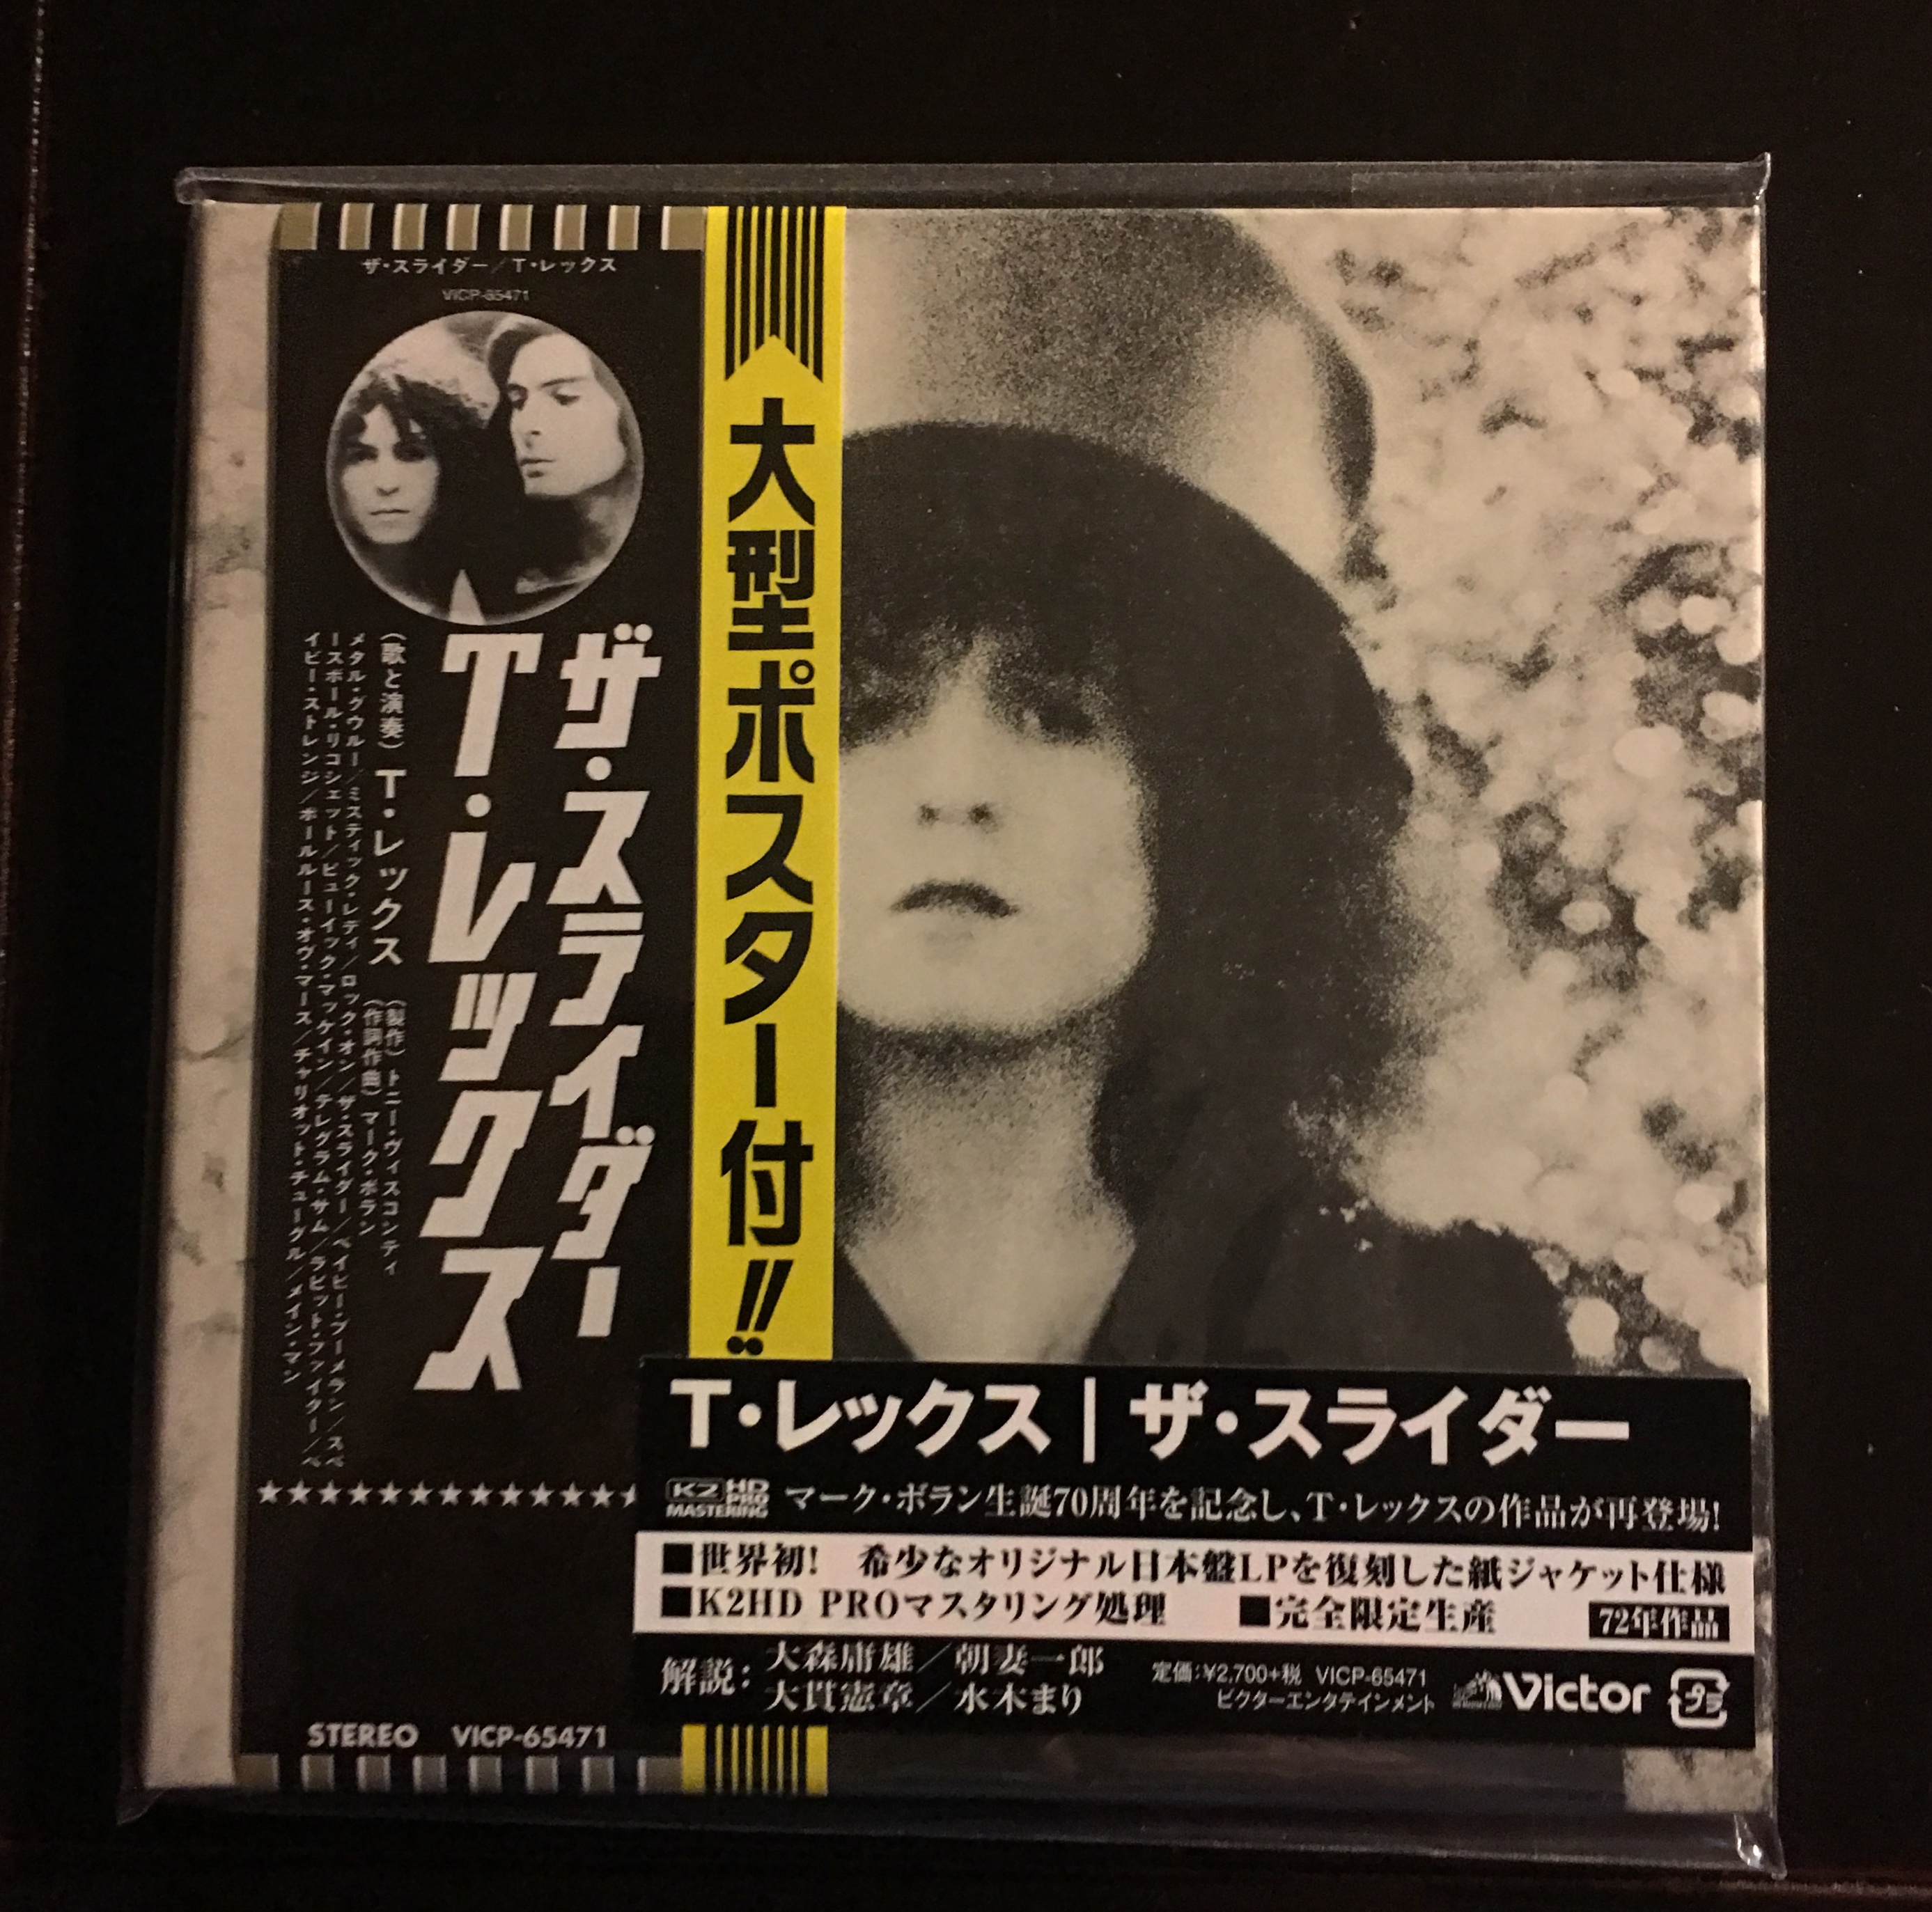 ザ・スライダー/T・レックス
VICP-65471
ザ・スライダー
T・レックス
(歌と演奏) T・レックス
(製作) トニー・ヴィスコンティ
(作詞作曲) マーク・ボラン
メタル・グウルー/ミスティック・レディ/ロック・オン/ザ・スライダー/ベイビー・ブーメラン/スペ
ースボール・リコシェット/ビューイック・マッケイン/テレグラム・サム/ラビット・ファイター/ベ
イビー・ストレンジ/ボールルース・オヴ・マース/チャリオット・チューグル/メイン・マン
★★★★★★★★★★★★★
STEREO VICP-65471
大型ポスター付!!
T・レックス | ザ・スライダー
K2 HD PRO MASTERING マーク・ボラン生誕70周年を記念し、T・レックスの作品が再登場!
■世界初! 希少なオリジナル日本盤LPを復刻した紙ジャケット仕様
■K2HD PROマスタリング処理 ■完全限定生産 72年作品
解説: 大森庸雄/朝妻一郎
大貫憲章/水木まり
定価:¥2,700+税 VICP-65471
ビクターエンタテインメント
Victor
プラ